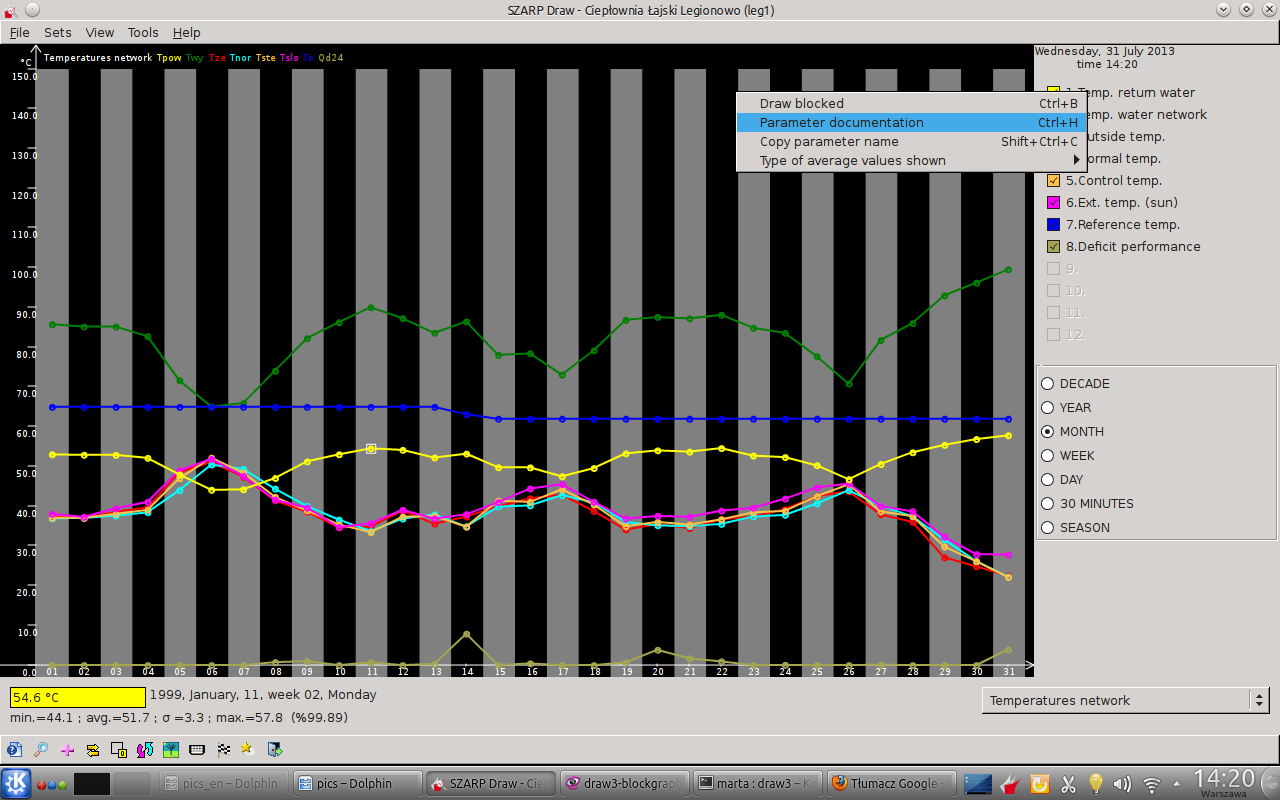 SZARP Draw - Ciepłownia Łajski Legionowo (leg1)
File Sets View Tools Help
°C Temperatures network Tpow Twy Tze Tnor Tste Tslo To Qd24
150.0
140.0
130.0
120.0
110.0
100.0
90.0
80.0
70.0
60.0
50.0
40.0
30.0
20.0
10.0
0.0
01 02 03 04 05 06 07 08 09 10 11 12 13 14 15 16 17 18 19 20 21 22 23 24 25 26 27 28 29 30 31
Wednesday, 31 July 2013
time 14:20
Temp. return water
emp. water network
utside temp.
ormal temp.
5.Control temp.
6.Ext. temp. (sun)
7.Reference temp.
8.Deficit performance
9.
10.
11.
12.
Draw blocked Ctrl+B
Parameter documentation Ctrl+H
Copy parameter name Shift+Ctrl+C
Type of average values shown
DECADE
YEAR
MONTH
WEEK
DAY
30 MINUTES
SEASON
54.6 °C 1999, January, 11, week 02, Monday
min.=44.1 ; avg.=51.7 ; σ =3.3 ; max.=57.8 (%99.89)
Temperatures network
pics_en – Dolphin
pics – Dolphin
SZARP Draw - Cie
draw3-blockgraph
marta : draw3 – K
Tłumacz Google -
14:20
Warszawa